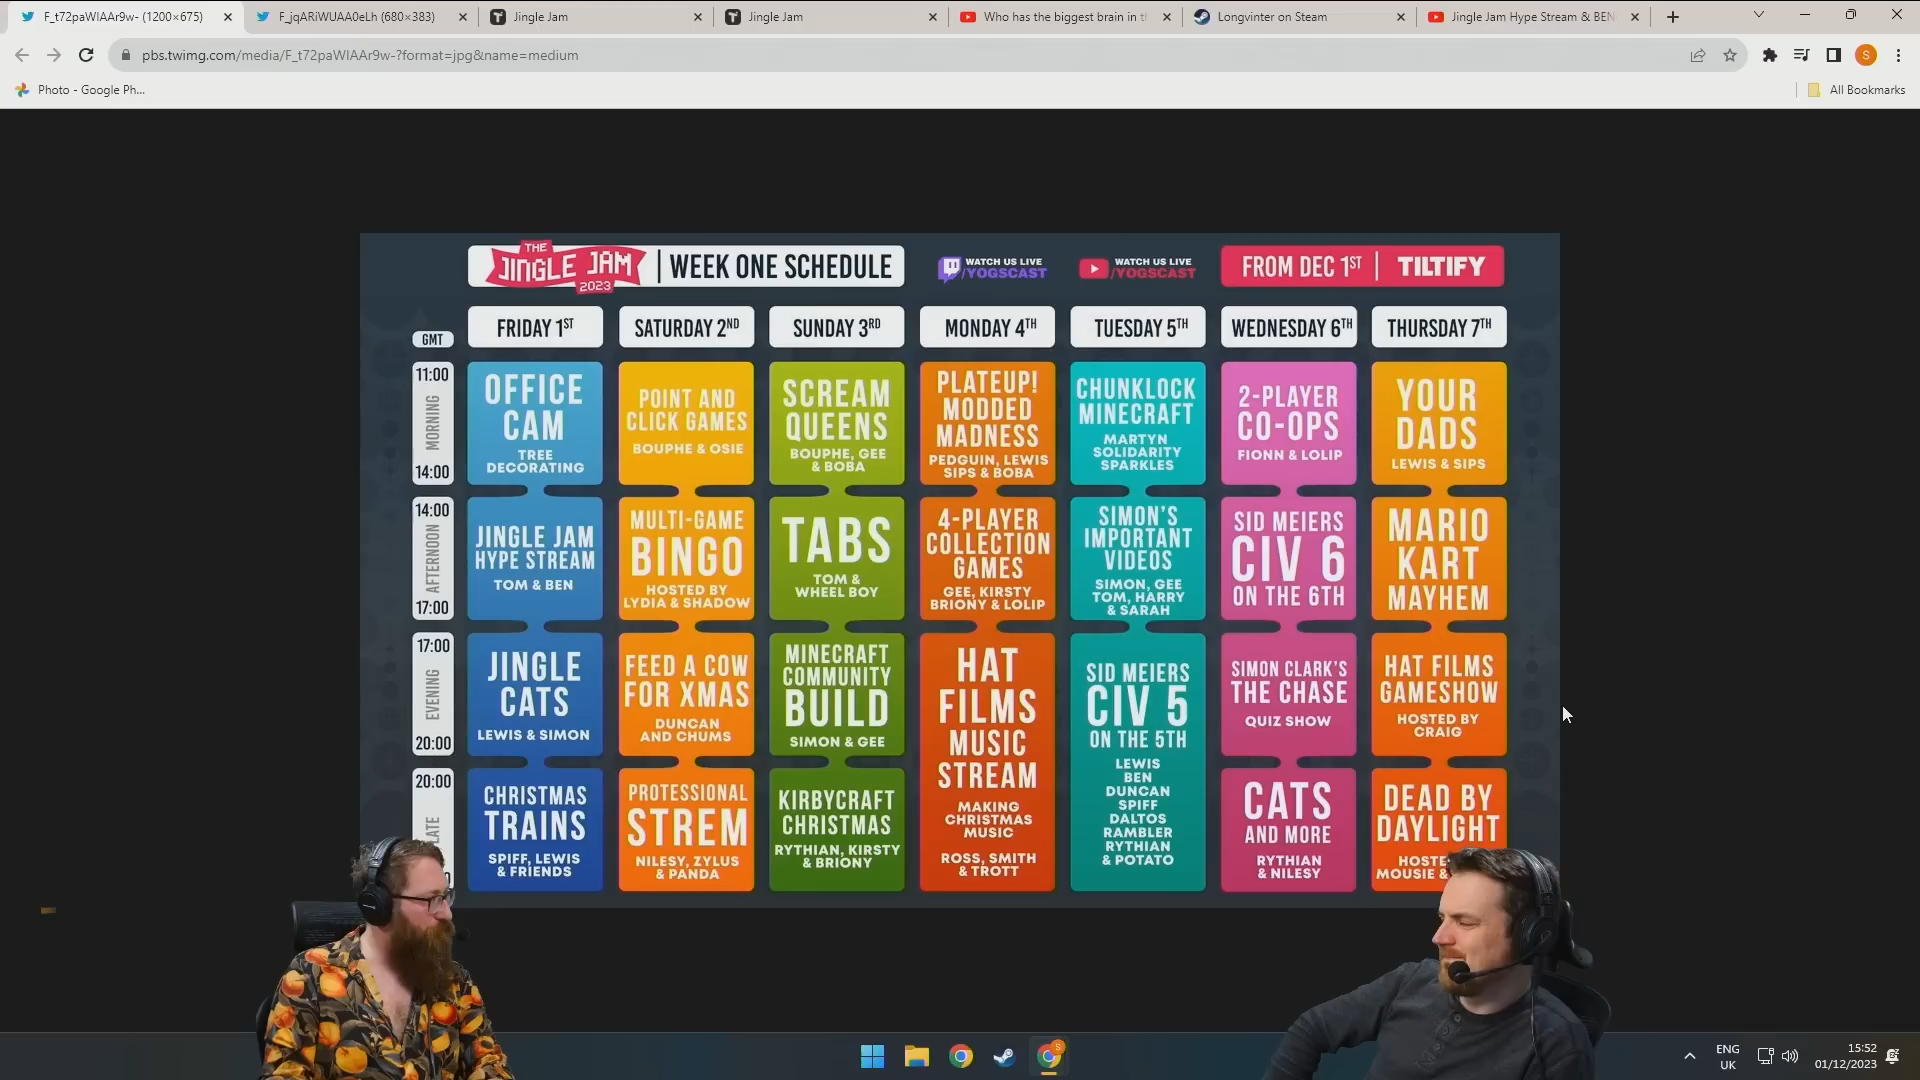 F_t72paWIAAr9w- (1200×675)
F_jqARiWUAA0eLh (680×383)
Jingle Jam
Jingle Jam
Who has the biggest brain in t
Longvinter on Steam
Jingle Jam Hype Stream & BEN
pbs.twimg.com/media/F_t72paWIAAr9w-?format=jpg&name=medium
S
Photo - Google Ph...
All Bookmarks
THE
JINGLE JAM
2023
WEEK ONE SCHEDULE
WATCH US LIVE
/YOGSCAST
WATCH US LIVE
/YOGSCAST
FROM DEC 1ST | TILTIFY
GMT
FRIDAY 1ST
SATURDAY 2ND
SUNDAY 3RD
MONDAY 4TH
TUESDAY 5TH
WEDNESDAY 6TH
THURSDAY 7TH
11:00
MORNING
14:00
OFFICE
CAM
TREE
DECORATING
POINT AND
CLICK GAMES
BOUPHE & OSIE
SCREAM
QUEENS
BOUPHE, GEE
& BOBA
PLATEUP!
MODDED
MADNESS
PEDGUIN, LEWIS
SIPS & BOBA
CHUNKLOCK
MINECRAFT
MARTYN
SOLIDARITY
SPARKLES
2-PLAYER
CO-OPS
FIONN & LOLIP
YOUR
DADS
LEWIS & SIPS
14:00
AFTERNOON
17:00
JINGLE JAM
HYPE STREAM
TOM & BEN
MULTI-GAME
BINGO
HOSTED BY
LYDIA & SHADOW
TABS
TOM &
WHEEL BOY
4-PLAYER
COLLECTION
GAMES
GEE, KIRSTY
BRIONY & LOLIP
SIMON'S
IMPORTANT
VIDEOS
SIMON, GEE
TOM, HARRY
& SARAH
SID MEIERS
CIV 6
ON THE 6TH
MARIO
KART
MAYHEM
17:00
EVENING
20:00
JINGLE
CATS
LEWIS & SIMON
FEED A COW
FOR XMAS
DUNCAN
AND CHUMS
MINECRAFT
COMMUNITY
BUILD
SIMON & GEE
HAT
FILMS
MUSIC
STREAM
MAKING
CHRISTMAS
MUSIC
ROSS, SMITH
& TROTT
SID MEIERS
CIV 5
ON THE 5TH
LEWIS
BEN
DUNCAN
SPIFF
DALTOS
RAMBLER
RYTHIAN
& POTATO
SIMON CLARK'S
THE CHASE
QUIZ SHOW
HAT FILMS
GAMESHOW
HOSTED BY
CRAIG
20:00
CHRISTMAS
TRAINS
SPIFF, LEWIS
& FRIENDS
PROTESSIONAL
STREM
NILESY, ZYLUS
& PANDA
KIRBYCRAFT
CHRISTMAS
RYTHIAN, KIRSTY
& BRIONY
CATS
AND MORE
RYTHIAN
& NILESY
DEAD BY
DAYLIGHT
MOUSIE &
ENG
UK
15:52
01/12/2023